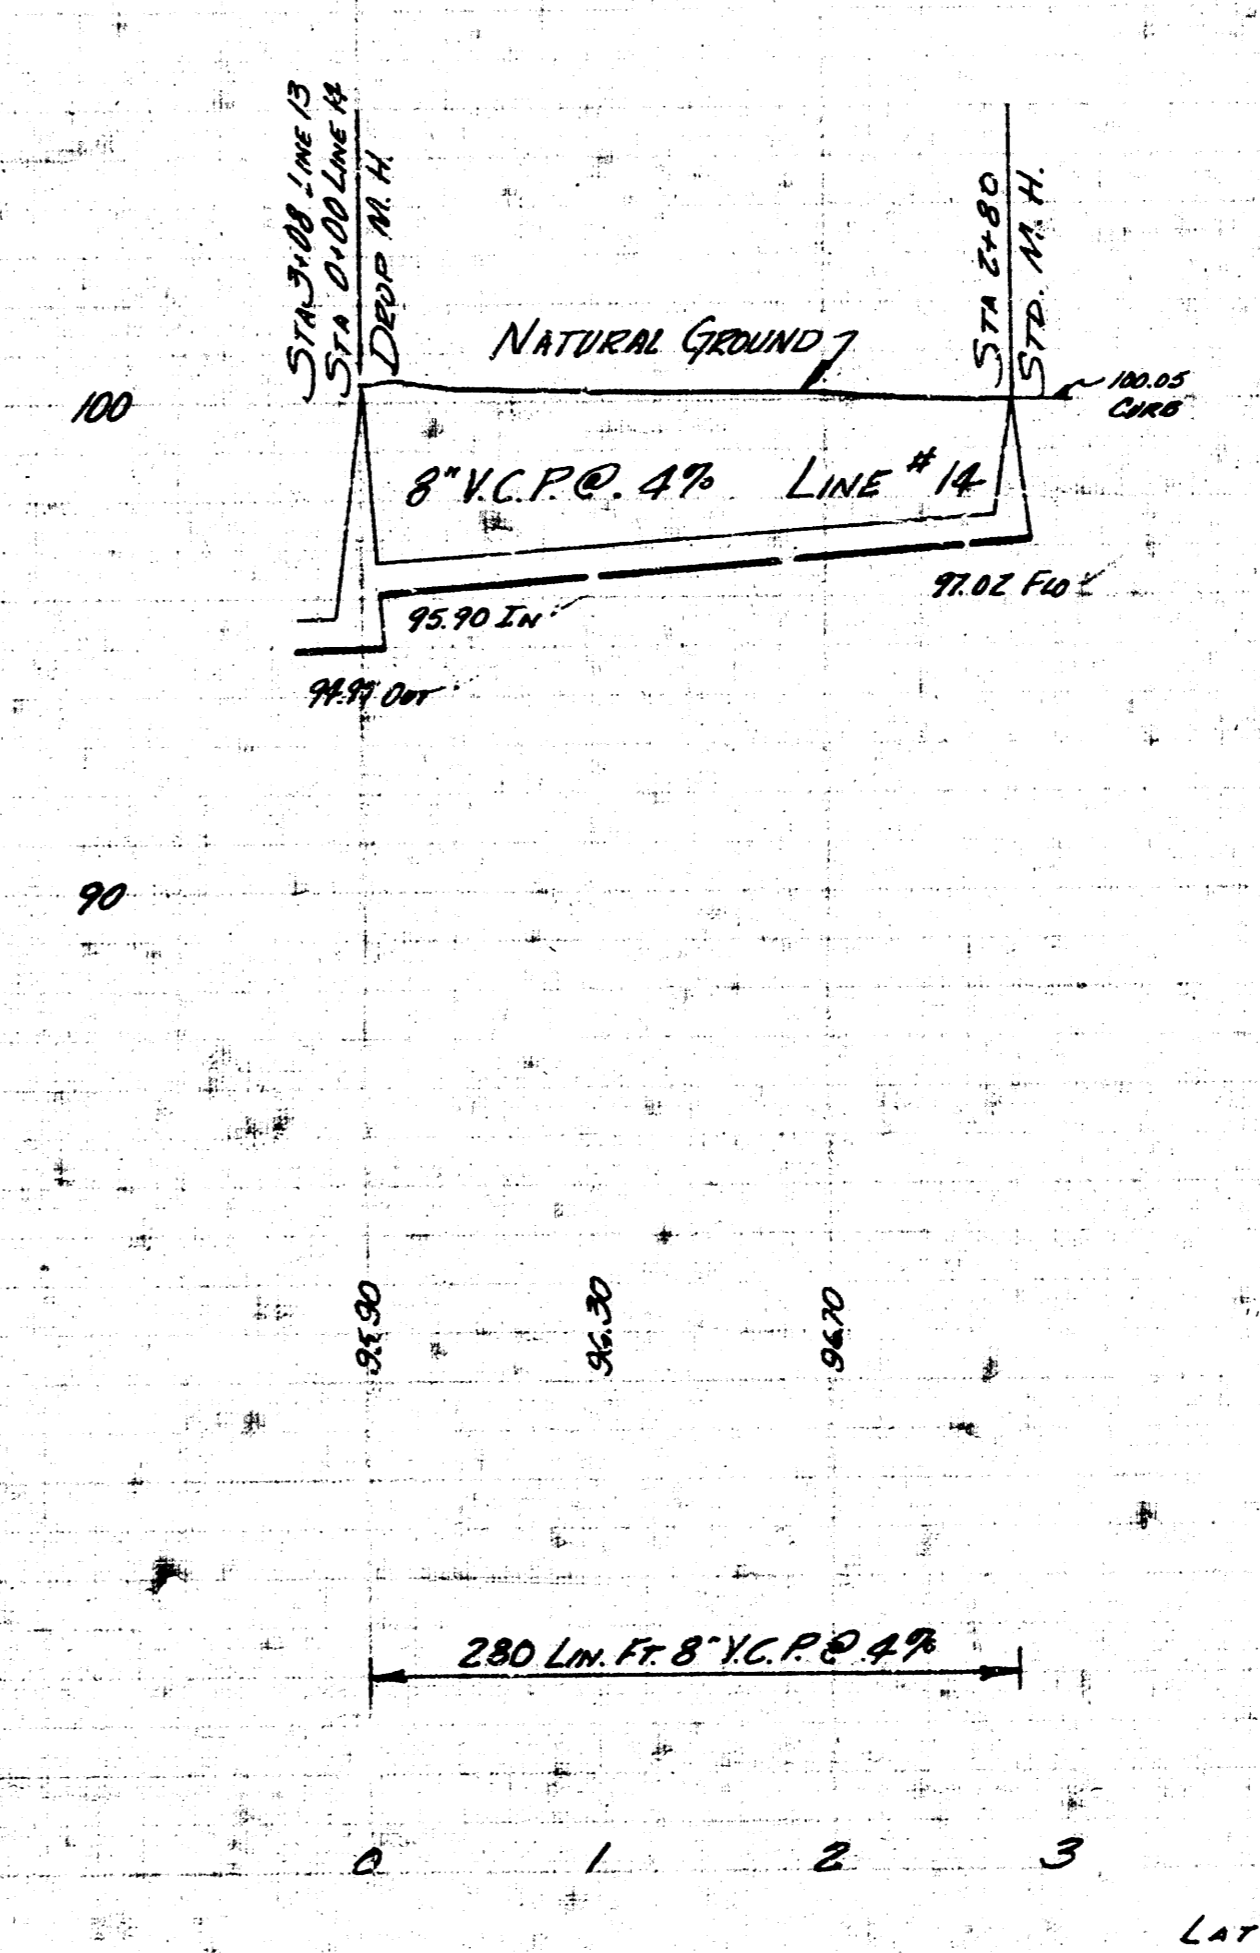 STA 3+08 LINE 13
STA 0+00 LINE 14
DROP M.H.
STA 2+80
STD. M.H.
NATURAL GROUND
100.05
CURB
100
8" V.C.P. @ .4% LINE #14
97.02 FLO
95.90 IN
OUT
90
95.90
96.30
96.70
280 LIN. FT. 8" V.C.P. @ .4%
0 1 2 3
LAT